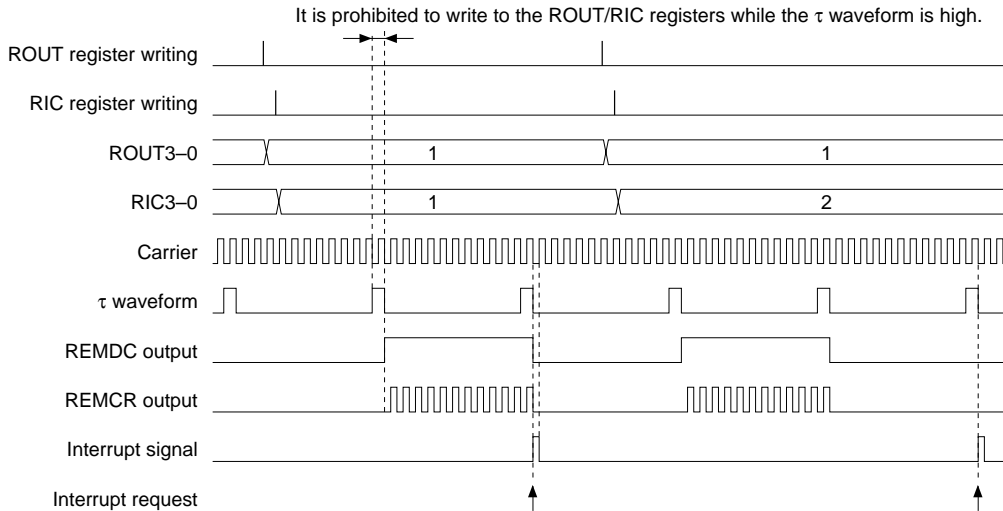 It is prohibited to write to the ROUT/RIC registers while the τ waveform is high.
ROUT register writing
RIC register writing
ROUT3–0 1 1
RIC3–0 1 2
Carrier
τ waveform
REMDC output
REMCR output
Interrupt signal
Interrupt request